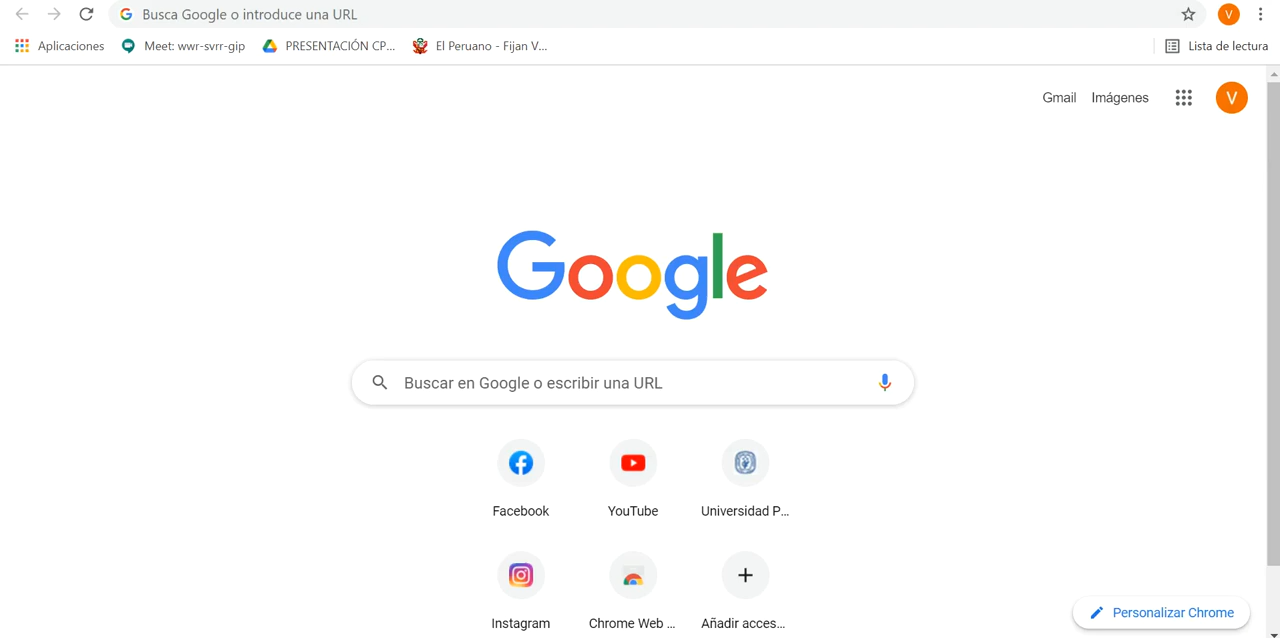 Busca Google o introduce una URL
V
Aplicaciones
Meet: wwr-svrr-gip
PRESENTACIÓN CP...
El Peruano - Fijan V...
Lista de lectura
Gmail
Imágenes
V
Google
Buscar en Google o escribir una URL
Facebook
YouTube
Universidad P...
Instagram
Chrome Web ...
Añadir acces...
Personalizar Chrome